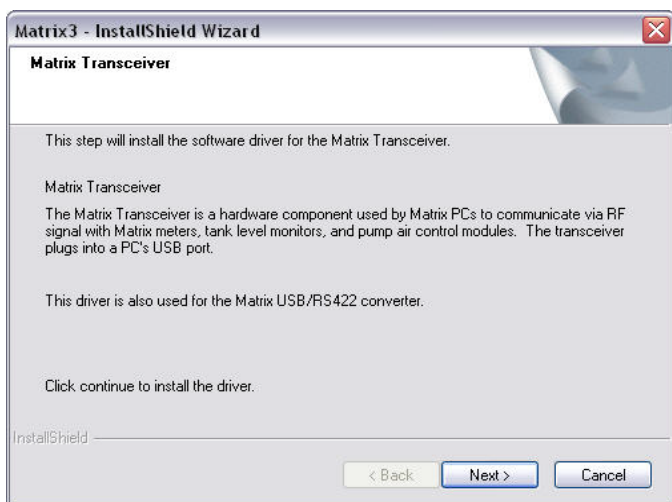 Matrix3 - InstallShield Wizard
Matrix Transceiver
This step will install the software driver for the Matrix Transceiver.
Matrix Transceiver
The Matrix Transceiver is a hardware component used by Matrix PCs to communicate via RF
signal with Matrix meters, tank level monitors, and pump air control modules.  The transceiver
plugs into a PC's USB port.
This driver is also used for the Matrix USB/RS422 converter.
Click continue to install the driver.
InstallShield
< Back
Next >
Cancel